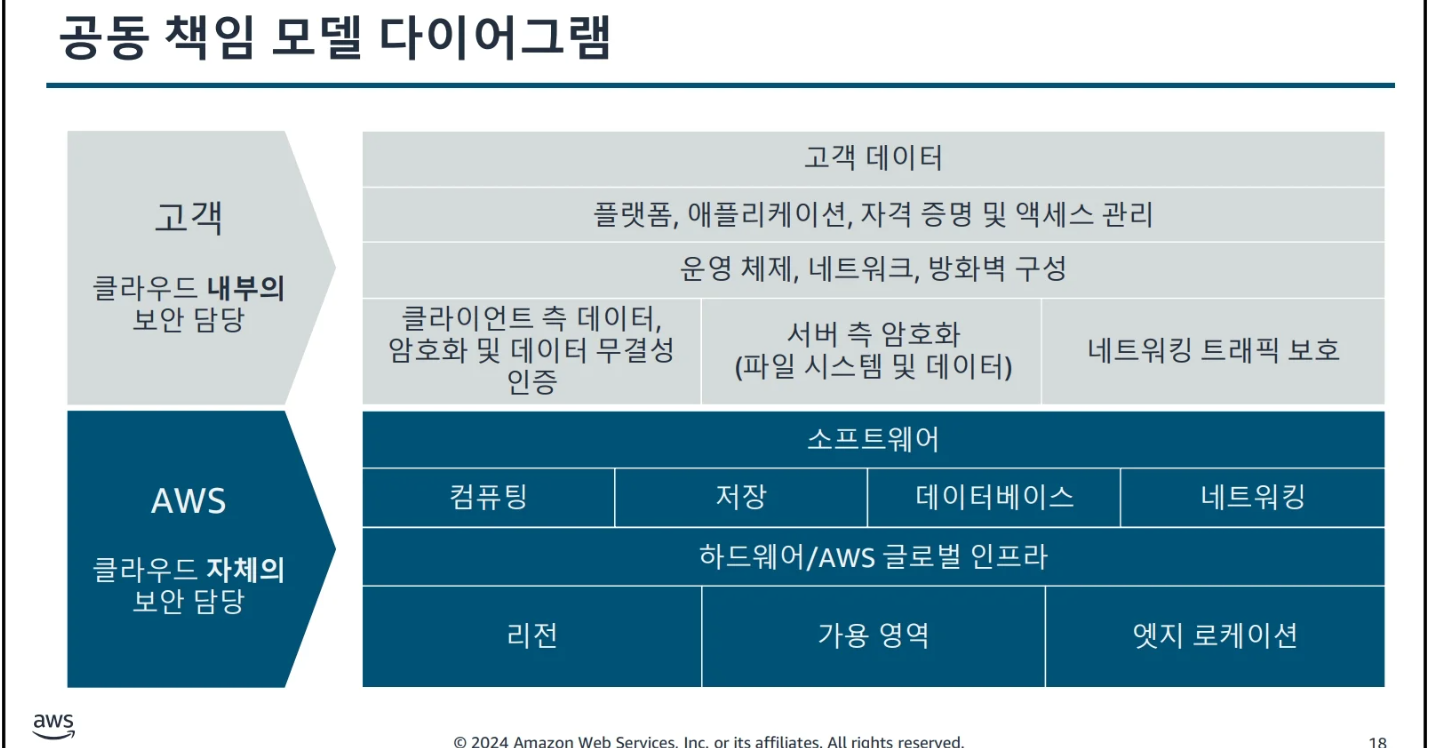 공동 책임 모델 다이어그램
고객
클라우드 내부의
보안 담당
고객 데이터
플랫폼, 애플리케이션, 자격 증명 및 액세스 관리
운영 체제, 네트워크, 방화벽 구성
클라이언트 측 데이터,
암호화 및 데이터 무결성
인증
서버 측 암호화
(파일 시스템 및 데이터)
네트워킹 트래픽 보호
AWS
클라우드 자체의
보안 담당
소프트웨어
컴퓨팅
저장
데이터베이스
네트워킹
하드웨어/AWS 글로벌 인프라
리전
가용 영역
엣지 로케이션
aws
© 2024 Amazon Web Services, Inc. or its affiliates. All rights reserved.
18